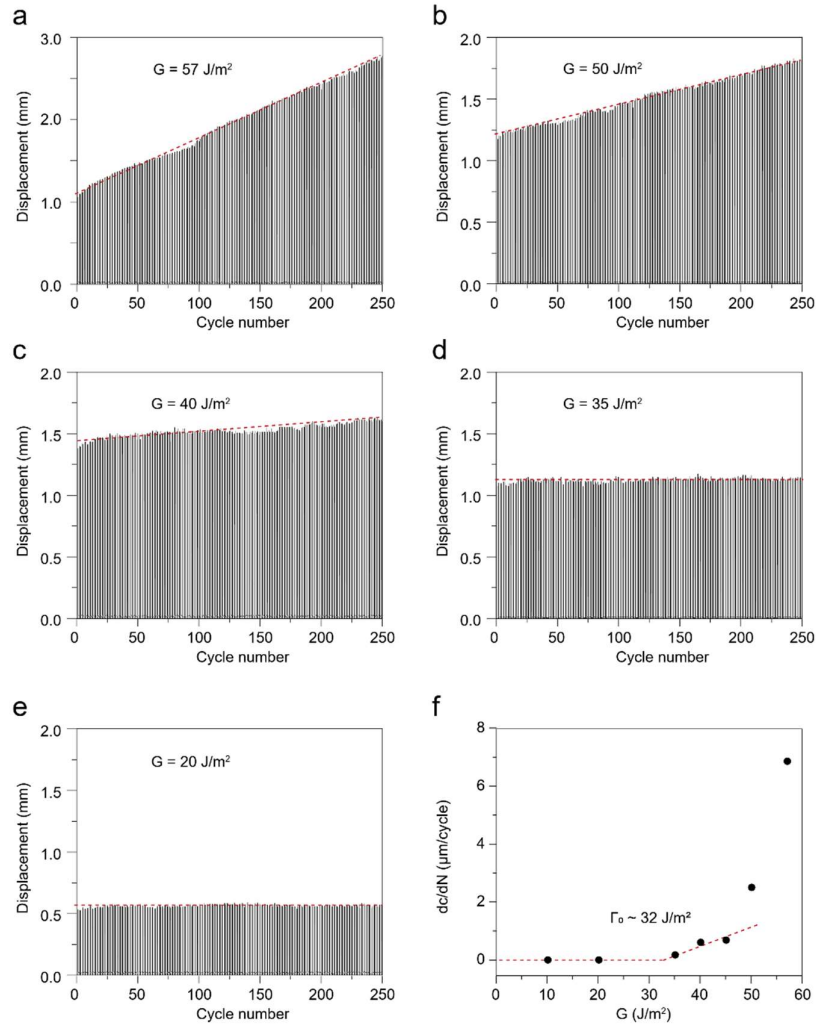 a
G = 57 J/m²
Displacement (mm)
3.0
2.0
1.0
0.0
0
50
100
150
200
250
Cycle number
b
G = 50 J/m²
Displacement (mm)
2.0
1.5
1.0
0.5
0.0
0
50
100
150
200
250
Cycle number
c
G = 40 J/m²
Displacement (mm)
2.0
1.5
1.0
0.5
0.0
0
50
100
150
200
250
Cycle number
d
G = 35 J/m²
Displacement (mm)
2.0
1.5
1.0
0.5
0.0
0
50
100
150
200
250
Cycle number
e
G = 20 J/m²
Displacement (mm)
2.0
1.5
1.0
0.5
0.0
0
50
100
150
200
250
Cycle number
f
Γ₀ ~ 32 J/m²
dc/dN (µm/cycle)
8
6
4
2
0
0
10
20
30
40
50
60
G (J/m²)